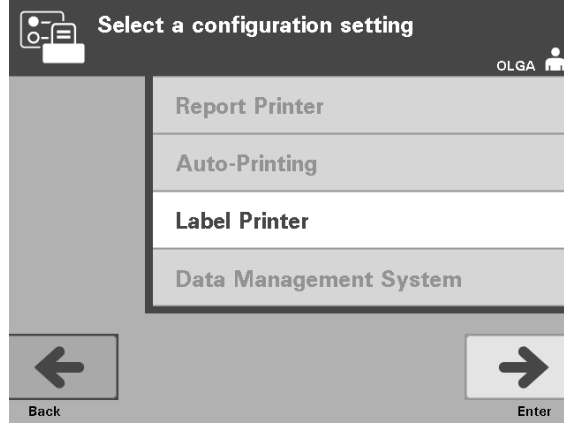 Select a configuration setting
OLGA
Report Printer
Auto-Printing
Label Printer
Data Management System
Back
Enter